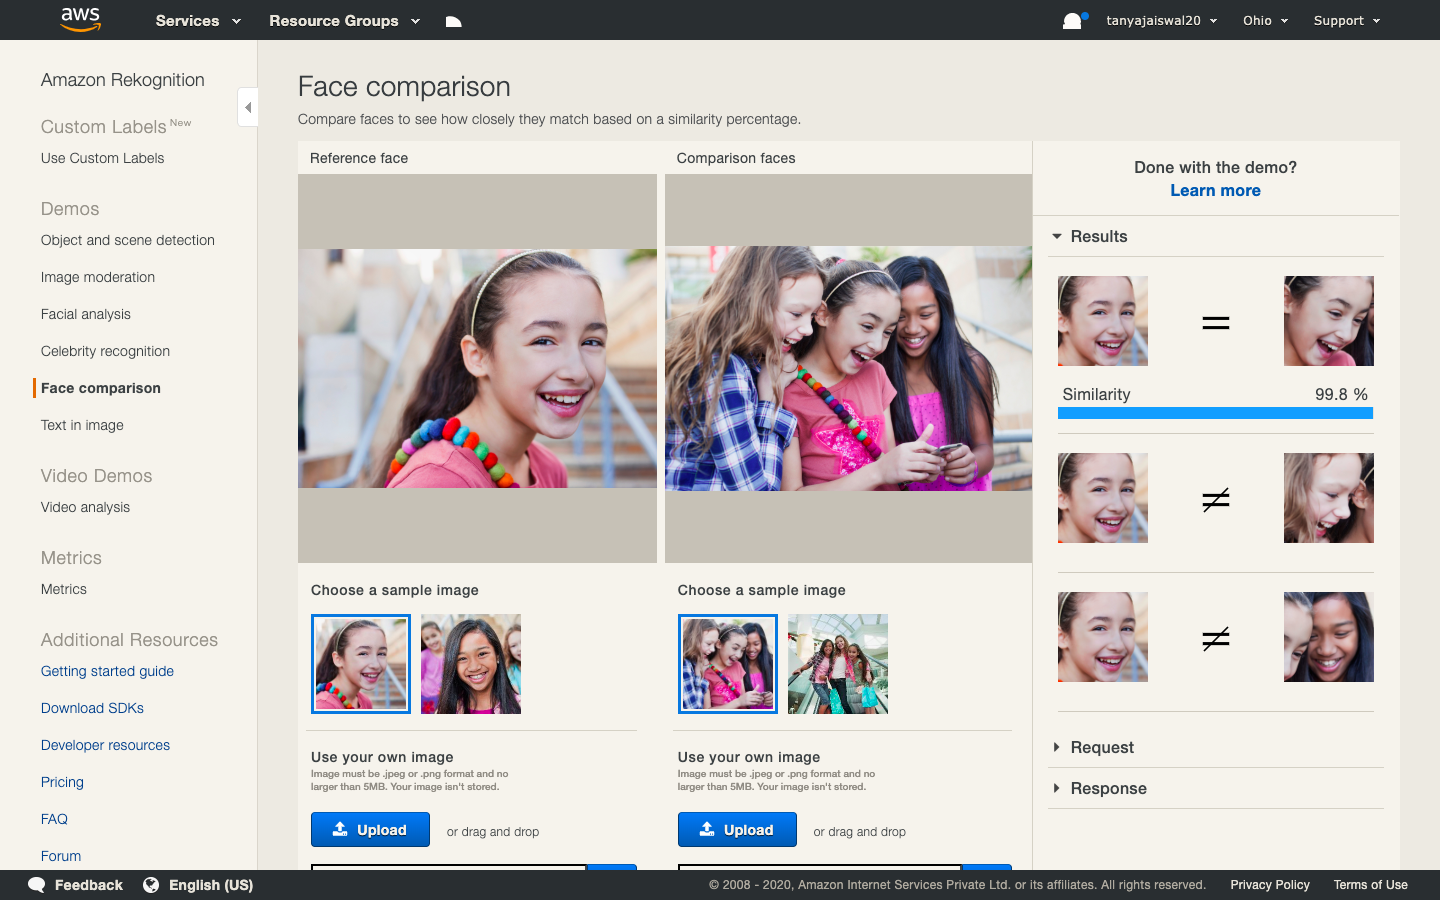 aws
Services
Resource Groups
tanyajaiswal20
Ohio
Support
Amazon Rekognition
Custom Labels New
Use Custom Labels
Demos
Object and scene detection
Image moderation
Facial analysis
Celebrity recognition
Face comparison
Text in image
Video Demos
Video analysis
Metrics
Metrics
Additional Resources
Getting started guide
Download SDKs
Developer resources
Pricing
FAQ
Forum
Face comparison
Compare faces to see how closely they match based on a similarity percentage.
Reference face
Choose a sample image
Use your own image
Image must be .jpeg or .png format and no
larger than 5MB. Your image isn't stored.
Upload
or drag and drop
Comparison faces
Choose a sample image
Use your own image
Image must be .jpeg or .png format and no
larger than 5MB. Your image isn't stored.
Upload
or drag and drop
Done with the demo?
Learn more
Results
=
Similarity 99.8 %
≠
≠
Request
Response
Feedback
English (US)
© 2008 - 2020, Amazon Internet Services Private Ltd. or its affiliates. All rights reserved.
Privacy Policy
Terms of Use